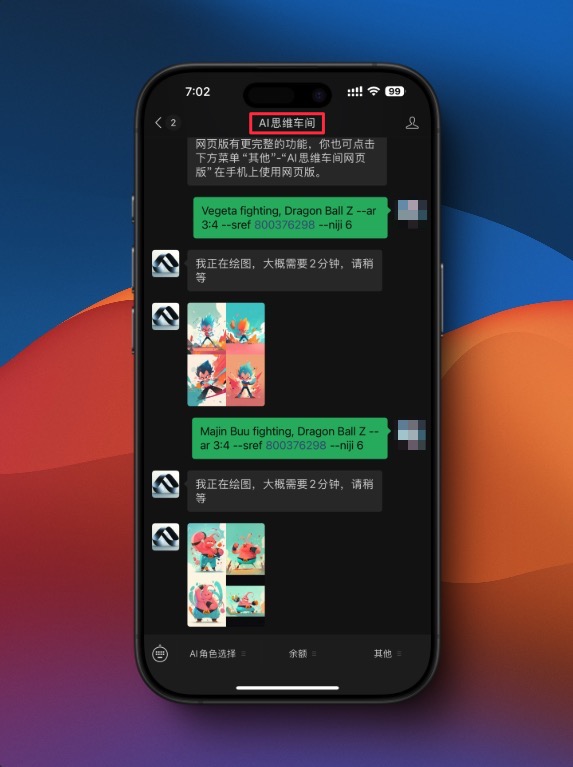 7:02
99
2
AI思维车间
网页版有更完整的功能，你也可点击
下方菜单“其他”-“AI思维车间网页
版”在手机上使用网页版。
Vegeta fighting, Dragon Ball Z --ar
3:4 --sref 800376298 --niji 6
我正在绘图，大概需要2分钟，请稍
等
Majin Buu fighting, Dragon Ball Z --
ar 3:4 --sref 800376298 --niji 6
我正在绘图，大概需要2分钟，请稍
等
AI角色选择
余额
其他